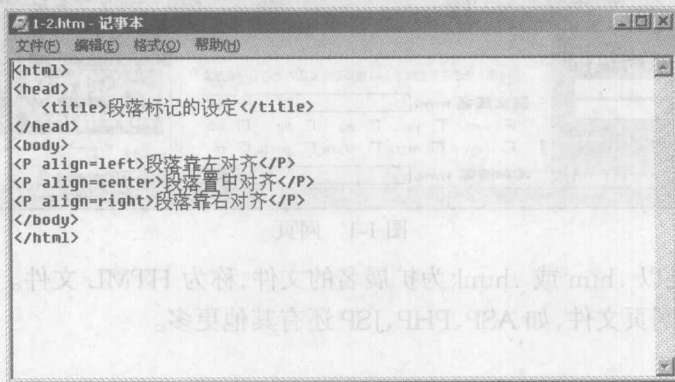 1-2.htm - 记事本
文件(F) 编辑(E) 格式(O) 帮助(H)
<html>
<head>
<title>段落标记的设定</title>
</head>
<body>
<P align=left>段落靠左对齐</P>
<P align=center>段落置中对齐</P>
<P align=right>段落靠右对齐</P>
</body>
</html>
图 1-1 网页
以 .htm 或 .html 为扩展名的文件,称为 HTML 文件。
网页文件,如 ASP、PHP、JSP 还有其他更多。